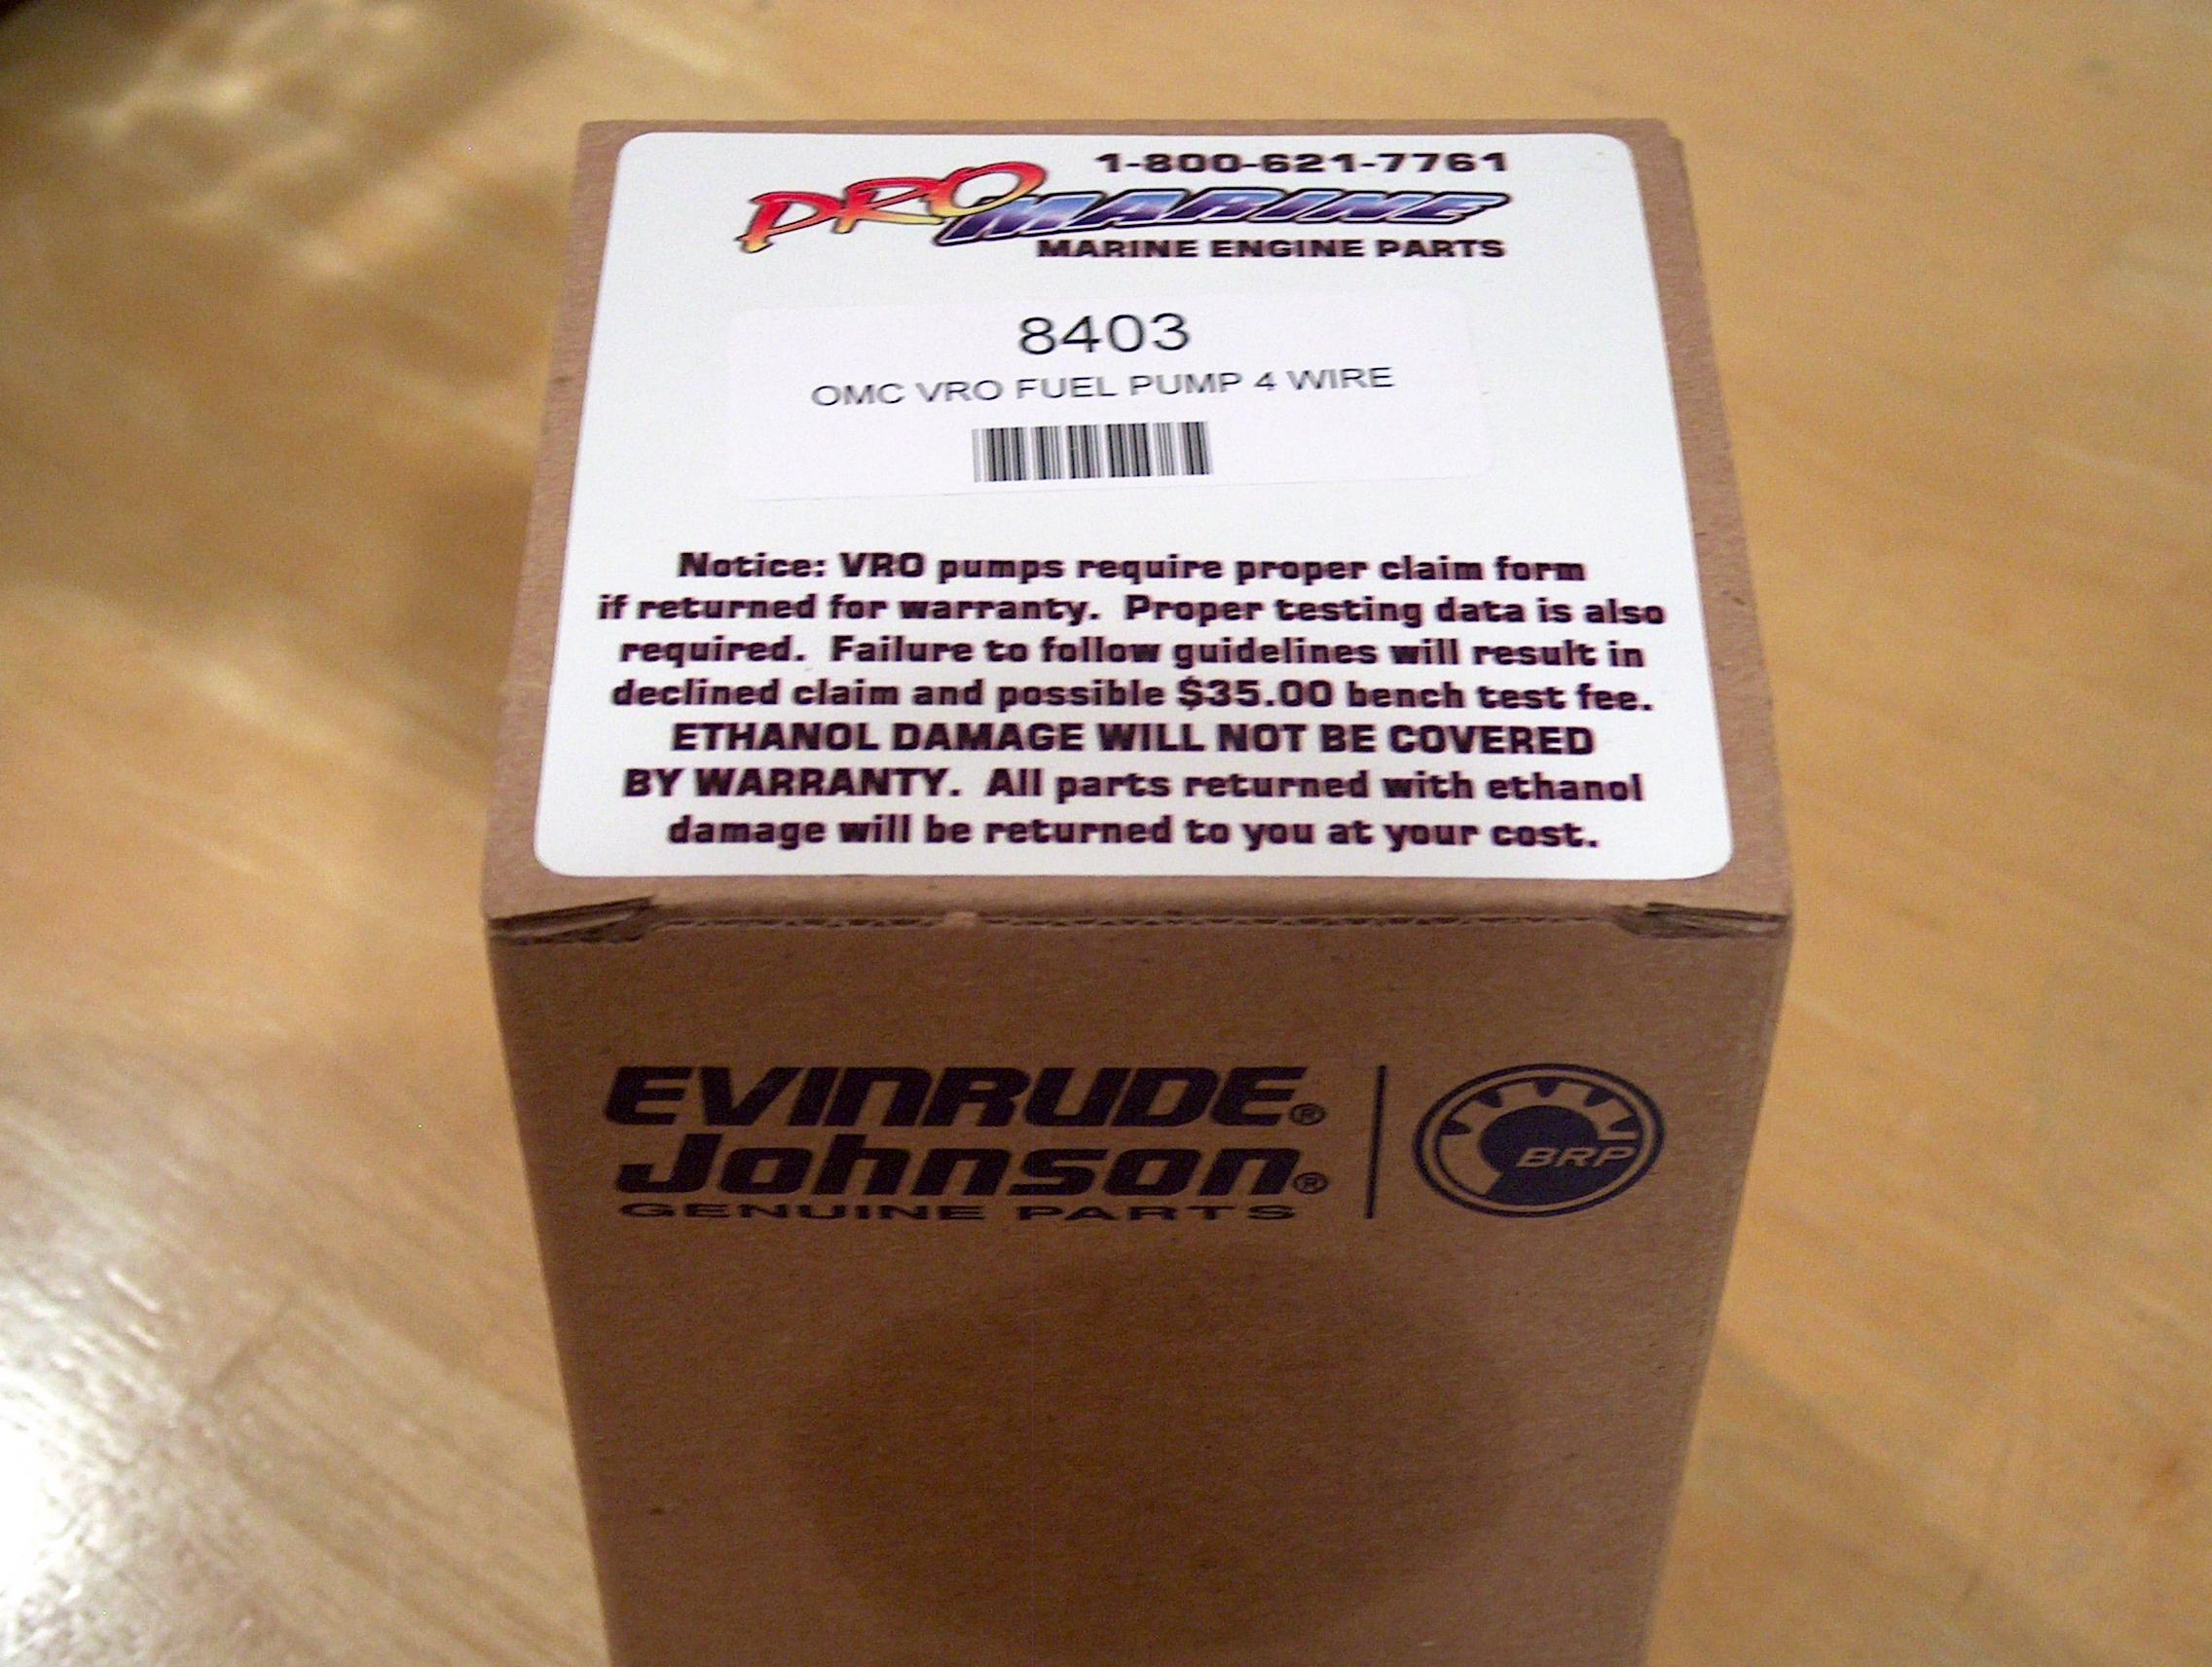 1-800-621-7761
PRO MARINE
MARINE ENGINE PARTS
8403
OMC VRO FUEL PUMP 4 WIRE
Notice: VRO pumps require proper claim form
if returned for warranty. Proper testing data is also
required. Failure to follow guidelines will result in
declined claim and possible $35.00 bench test fee.
ETHANOL DAMAGE WILL NOT BE COVERED
BY WARRANTY. All parts returned with ethanol
damage will be returned to you at your cost.
EVINRUDE®
Johnson®
GENUINE PARTS
BRP